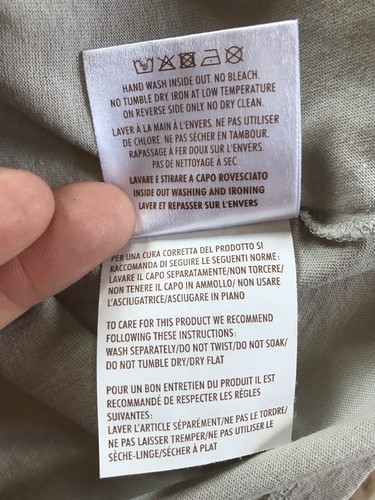 HAND WASH INSIDE OUT. NO BLEACH.
NO TUMBLE DRY. IRON AT LOW TEMPERATURE
ON REVERSE SIDE ONLY. NO DRY CLEAN.
LAVER À LA MAIN À L'ENVERS. NE PAS UTILISER
DE CHLORE. NE PAS SÉCHER EN TAMBOUR.
RAPASSAGE À FER DOUX SUR L'ENVERS.
PAS DE NETTOYAGE À SEC.
LAVARE E STIRARE A CAPO ROVESCIATO
INSIDE OUT WASHING AND IRONING
LAVER ET REPASSER SUR L'ENVERS
PER UNA CURA CORRETTA DEL PRODOTTO SI
RACCOMANDA DI SEGUIRE LE SEGUENTI NORME:
LAVARE IL CAPO SEPARATAMENTE/NON TORCERE/
NON TENERE IL CAPO IN AMMOLLO/ NON USARE
L'ASCIUGATRICE/ASCIUGARE IN PIANO
TO CARE FOR THIS PRODUCT WE RECOMMEND
FOLLOWING THESE INSTRUCTIONS:
WASH SEPARATELY/DO NOT TWIST/DO NOT SOAK/
DO NOT TUMBLE DRY/DRY FLAT
POUR UN BON ENTRETIEN DU PRODUIT IL EST
RECOMMANDÉ DE RESPECTER LES RÈGLES
SUIVANTES:
LAVER L'ARTICLE SÉPARÉMENT/NE PAS LE TORDRE/
NE PAS LAISSER TREMPER/NE PAS UTILISER LE
SÈCHE-LINGE/SÉCHER À PLAT